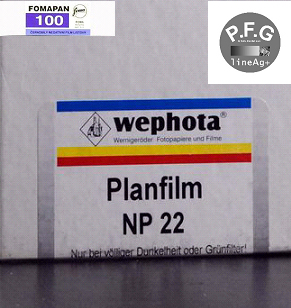 FOMAPAN
100
P.F.G
lineAg+
wephota®
Wernigeröder Fotopapiere und Filme
Planfilm
NP 22
Nur bei völliger Dunkelheit oder Grünfilter!